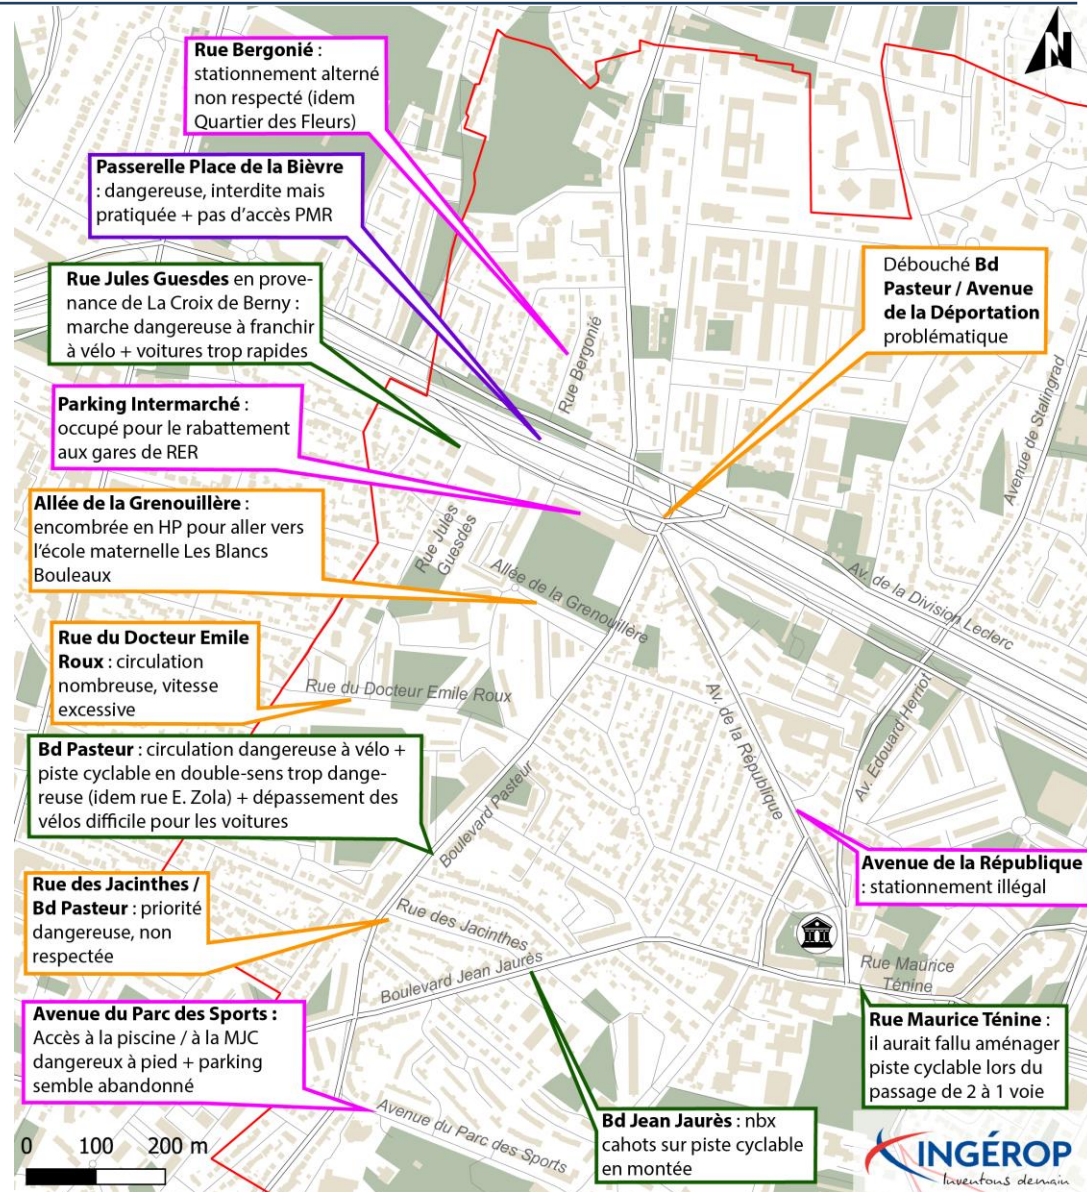 N
Rue Bergonié :
stationnement alterné
non respecté (idem
Quartier des Fleurs)
Passerelle Place de la Bièvre
: dangereuse, interdite mais
pratiquée + pas d'accès PMR
Rue Jules Guesdes en prove-
nance de La Croix de Berny :
marche dangereuse à franchir
à vélo + voitures trop rapides
Débouché Bd
Pasteur / Avenue
de la Déportation
problématique
Parking Intermarché :
occupé pour le rabattement
aux gares de RER
Allée de la Grenouillère :
encombrée en HP pour aller vers
l'école maternelle Les Blancs
Bouleaux
Rue du Docteur Emile
Roux : circulation
nombreuse, vitesse
excessive
Bd Pasteur : circulation dangereuse à vélo +
piste cyclable en double-sens trop dange-
reuse (idem rue E. Zola) + dépassement des
vélos difficile pour les voitures
Rue des Jacinthes /
Bd Pasteur : priorité
dangereuse, non
respectée
Avenue du Parc des Sports :
Accès à la piscine / à la MJC
dangereux à pied + parking
semble abandonné
Avenue de la République
: stationnement illégal
Rue Maurice Ténine :
il aurait fallu aménager
piste cyclable lors du
passage de 2 à 1 voie
Bd Jean Jaurès : nbx
cahots sur piste cyclable
en montée
Rue Bergonié
Avenue de Stalingrad
Rue Jules
Guesdes
Allée de la Grenouillère
Av. de la Division Leclerc
Rue du Docteur Emile Roux
Av. de la République
Av. Edouard Herriot
Boulevard Pasteur
Rue des Jacinthes
Boulevard Jean Jaurès
Rue Maurice
Ténine
Avenue du Parc des Sports
0 100 200 m
INGÉROP
Inventons demain